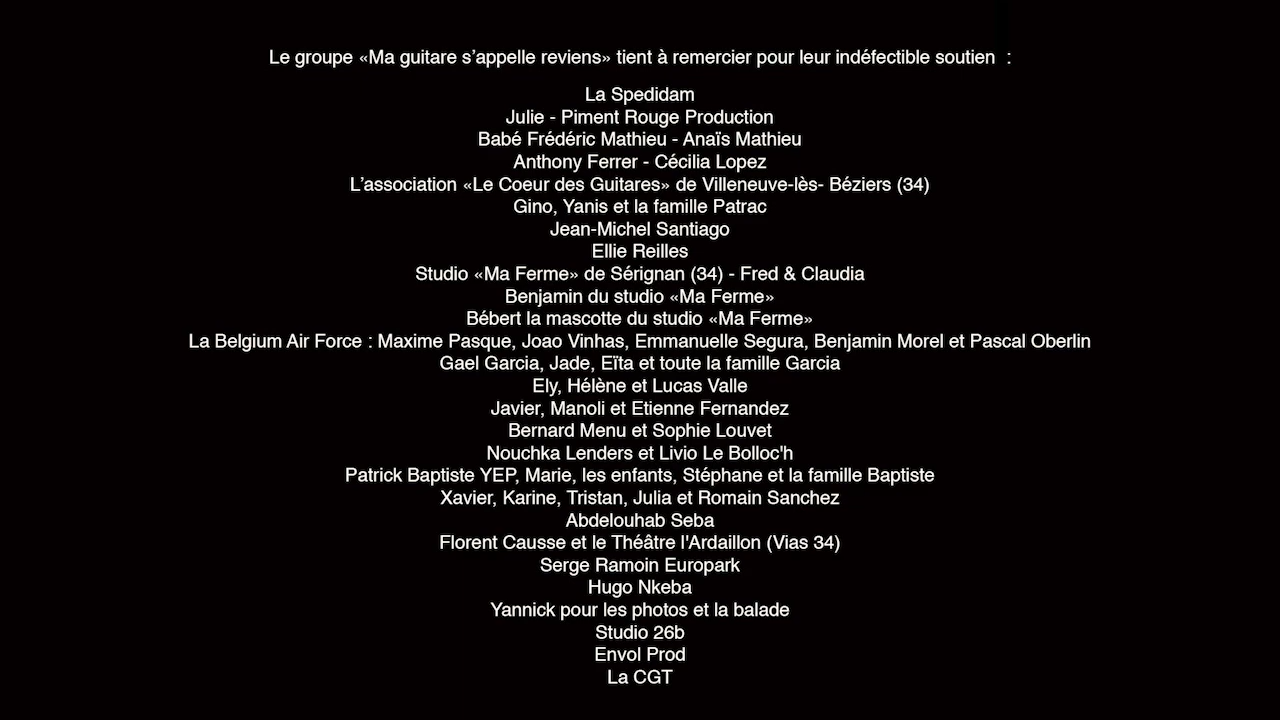 Le groupe «Ma guitare s’appelle reviens» tient à remercier pour leur indéfectible soutien  :
La Spedidam
Julie - Piment Rouge Production
Babé Frédéric Mathieu - Anaïs Mathieu
Anthony Ferrer - Cécilia Lopez
L’association «Le Coeur des Guitares» de Villeneuve-lès- Béziers (34)
Gino, Yanis et la famille Patrac
Jean-Michel Santiago
Ellie Reilles
Studio «Ma Ferme» de Sérignan (34) - Fred & Claudia
Benjamin du studio «Ma Ferme»
Bébert la mascotte du studio «Ma Ferme»
La Belgium Air Force : Maxime Pasque, Joao Vinhas, Emmanuelle Segura, Benjamin Morel et Pascal Oberlin
Gael Garcia, Jade, Eïta et toute la famille Garcia
Ely, Hélène et Lucas Valle
Javier, Manoli et Etienne Fernandez
Bernard Menu et Sophie Louvet
Nouchka Lenders et Livio Le Bolloc'h
Patrick Baptiste YEP, Marie, les enfants, Stéphane et la famille Baptiste
Xavier, Karine, Tristan, Julia et Romain Sanchez
Abdelouhab Seba
Florent Causse et le Théâtre l'Ardaillon (Vias 34)
Serge Ramoin Europark
Hugo Nkeba
Yannick pour les photos et la balade
Studio 26b
Envol Prod
La CGT